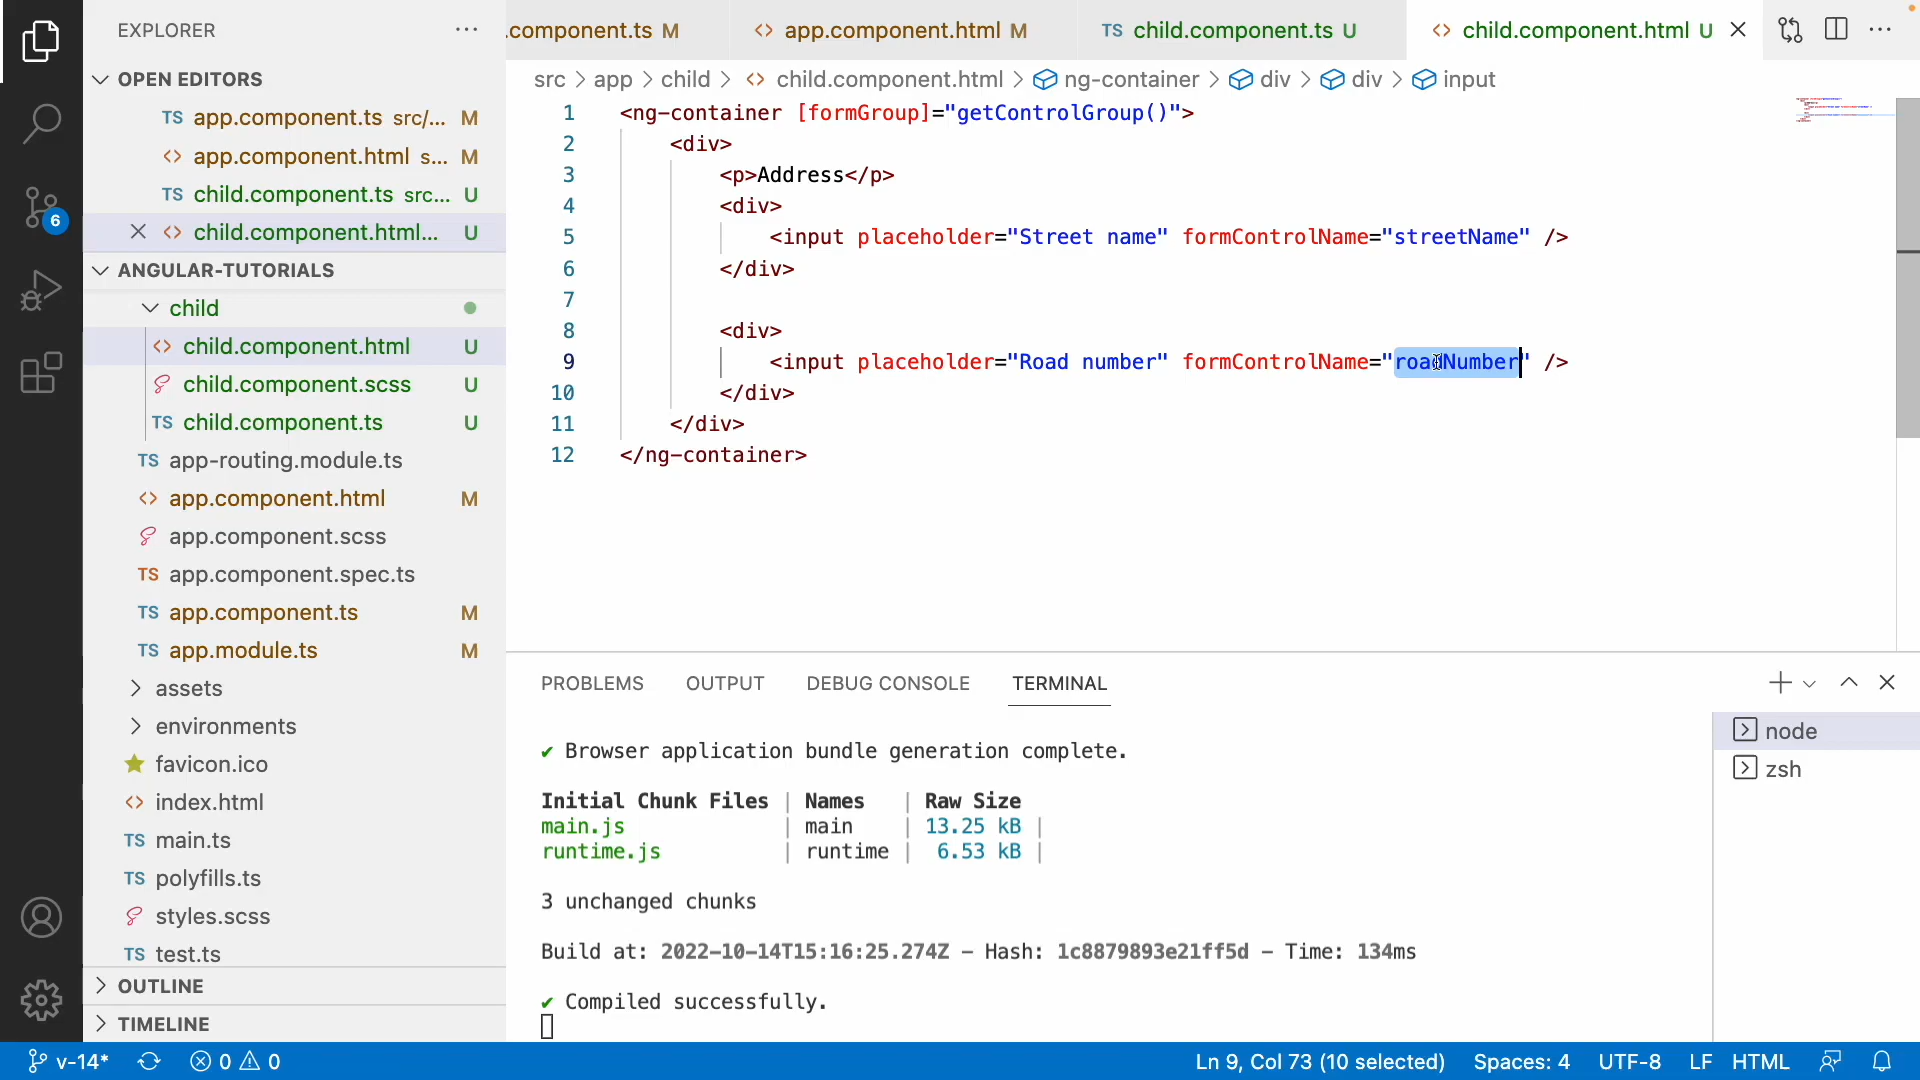 EXPLORER
OPEN EDITORS
TS app.component.ts src/... M
<> app.component.html s... M
TS child.component.ts src... U
<> child.component.html... U
ANGULAR-TUTORIALS
child
<> child.component.html U
child.component.scss U
TS child.component.ts U
TS app-routing.module.ts
<> app.component.html M
app.component.scss
TS app.component.spec.ts
TS app.component.ts M
TS app.module.ts M
assets
environments
favicon.ico
<> index.html
TS main.ts
TS polyfills.ts
styles.scss
TS test.ts
OUTLINE
TIMELINE
6
.component.ts M <> app.component.html M TS child.component.ts U <> child.component.html U
src > app > child > <> child.component.html > ng-container > div > div > input
1 <ng-container [formGroup]="getControlGroup()">
2 <div>
3 <p>Address</p>
4 <div>
5 <input placeholder="Street name" formControlName="streetName" />
6 </div>
7
8 <div>
9 <input placeholder="Road number" formControlName="roadNumber" />
10 </div>
11 </div>
12 </ng-container>
PROBLEMS OUTPUT DEBUG CONSOLE TERMINAL
✔ Browser application bundle generation complete.
Initial Chunk Files | Names | Raw Size
main.js | main | 13.25 kB |
runtime.js | runtime | 6.53 kB |
3 unchanged chunks
Build at: 2022-10-14T15:16:25.274Z - Hash: 1c8879893e21ff5d - Time: 134ms
✔ Compiled successfully.
node
zsh
v-14* 0 0 Ln 9, Col 73 (10 selected) Spaces: 4 UTF-8 LF HTML